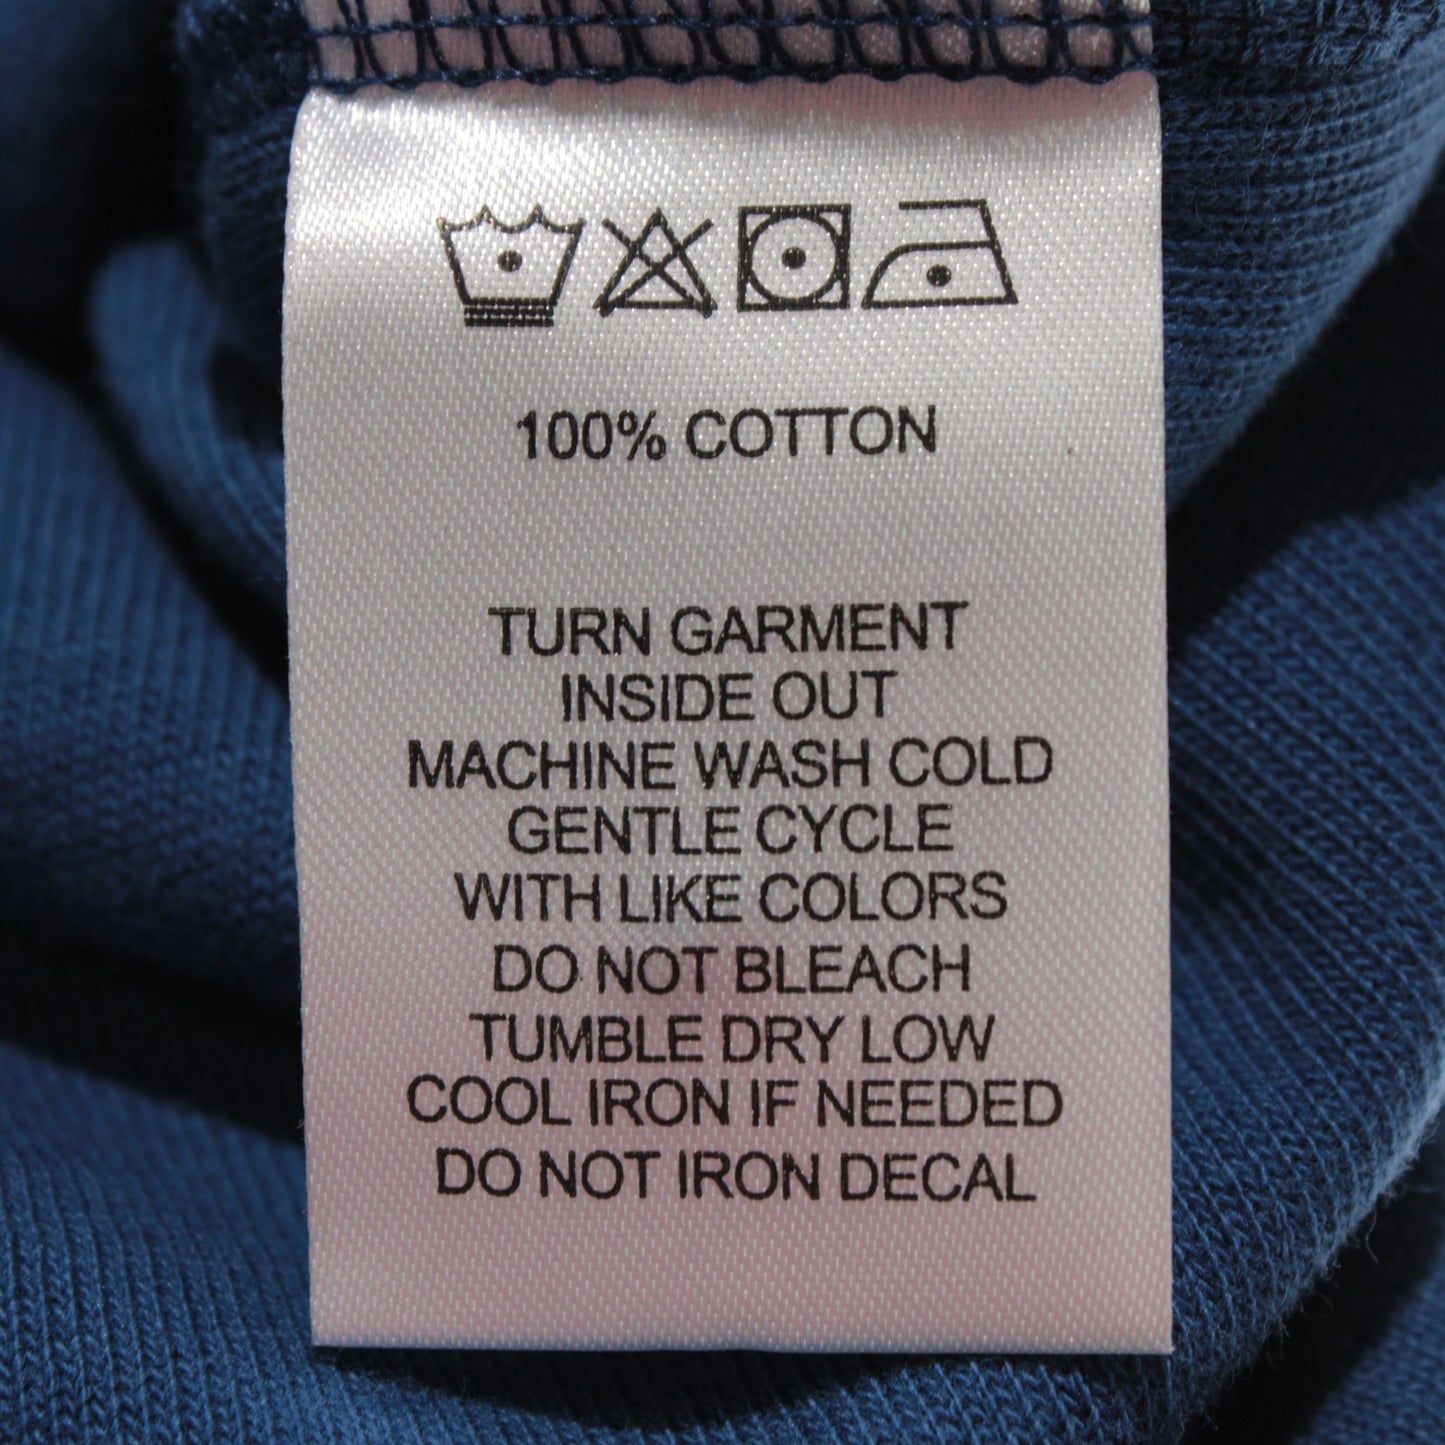 100% COTTON
TURN GARMENT
INSIDE OUT
MACHINE WASH COLD
GENTLE CYCLE
WITH LIKE COLORS
DO NOT BLEACH
TUMBLE DRY LOW
COOL IRON IF NEEDED
DO NOT IRON DECAL